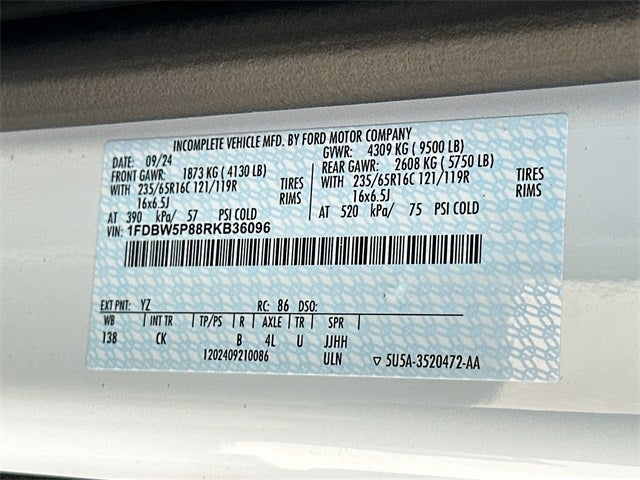 INCOMPLETE VEHICLE MFD. BY FORD MOTOR COMPANY
DATE: 09/24 GVWR: 4309 KG ( 9500 LB)
FRONT GAWR: 1873 KG ( 4130 LB) REAR GAWR: 2608 KG ( 5750 LB)
WITH 235/65R16C 121/119R TIRES WITH 235/65R16C 121/119R TIRES
16x6.5J RIMS 16x6.5J RIMS
AT 390 kPa/ 57 PSI COLD AT 520 kPa/ 75 PSI COLD
VIN: 1FDBW5P88RKB36096
EXT PNT: YZ RC: 86 DSO:
WB INT TR TP/PS R AXLE TR SPR
138 CK B 4L U JJHH
1202409210086 ULN ▽ 5U5A-3520472-AA